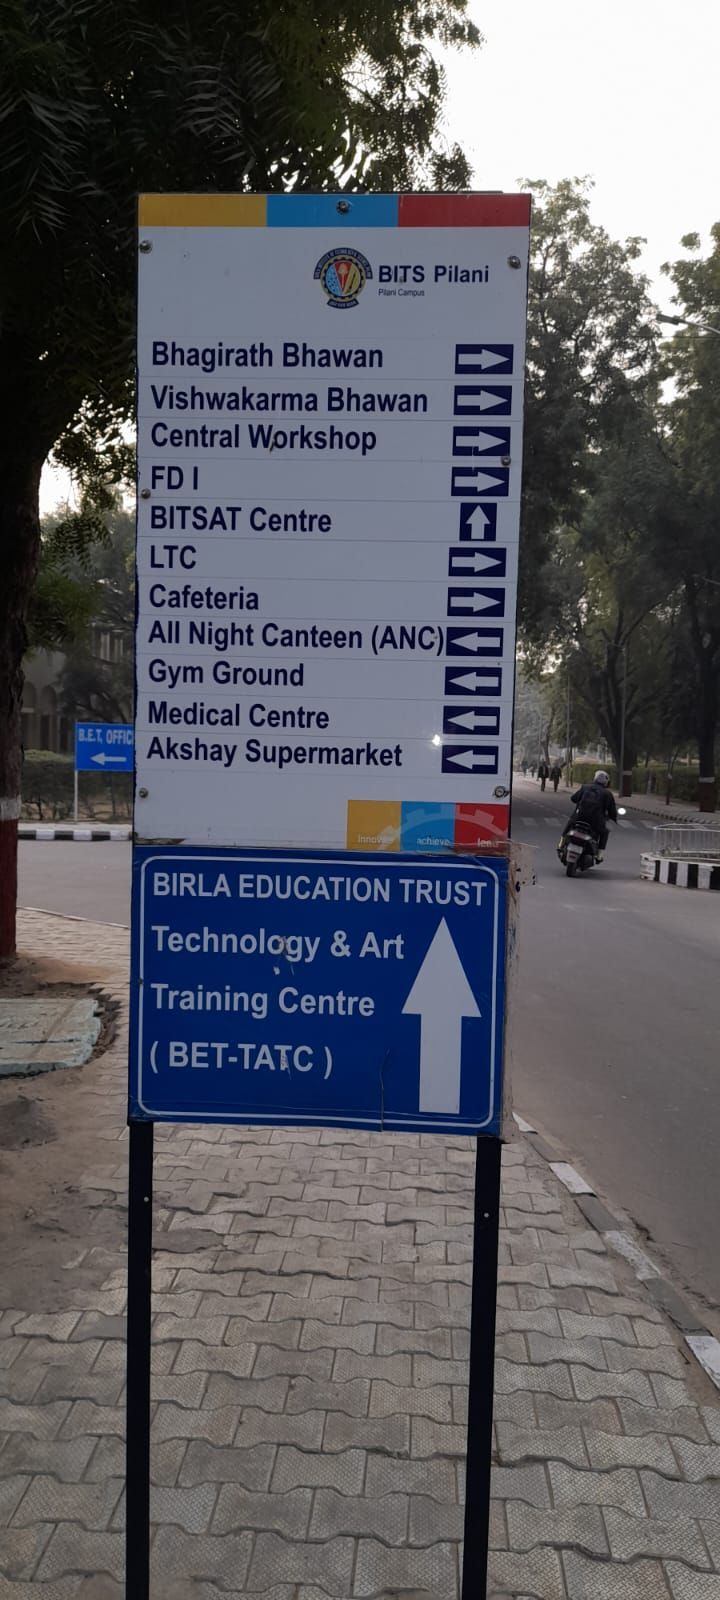 BITS Pilani
Pilani Campus
Bhagirath Bhawan
Vishwakarma Bhawan
Central Workshop
FD I
BITSAT Centre
LTC
Cafeteria
All Night Canteen (ANC)
Gym Ground
Medical Centre
Akshay Supermarket
achieve lead
BIRLA EDUCATION TRUST
Technology & Art
Training Centre
( BET-TATC )
B.E.T,